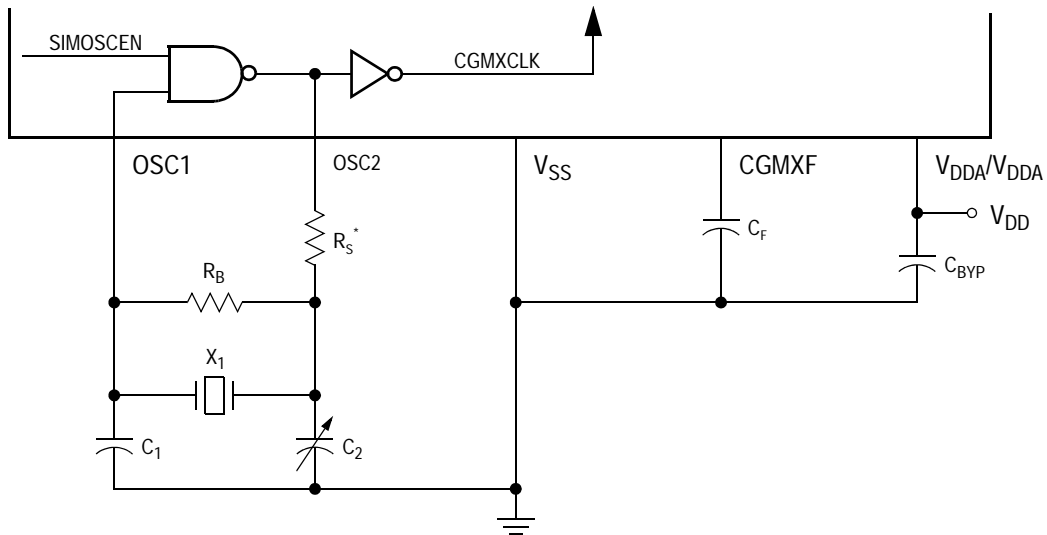 SIMOSCEN
CGMXCLK
OSC1
OSC2
VSS
CGMXF
VDDA/VDDA
VDD
RS*
CF
CBYP
RB
X1
C1
C2